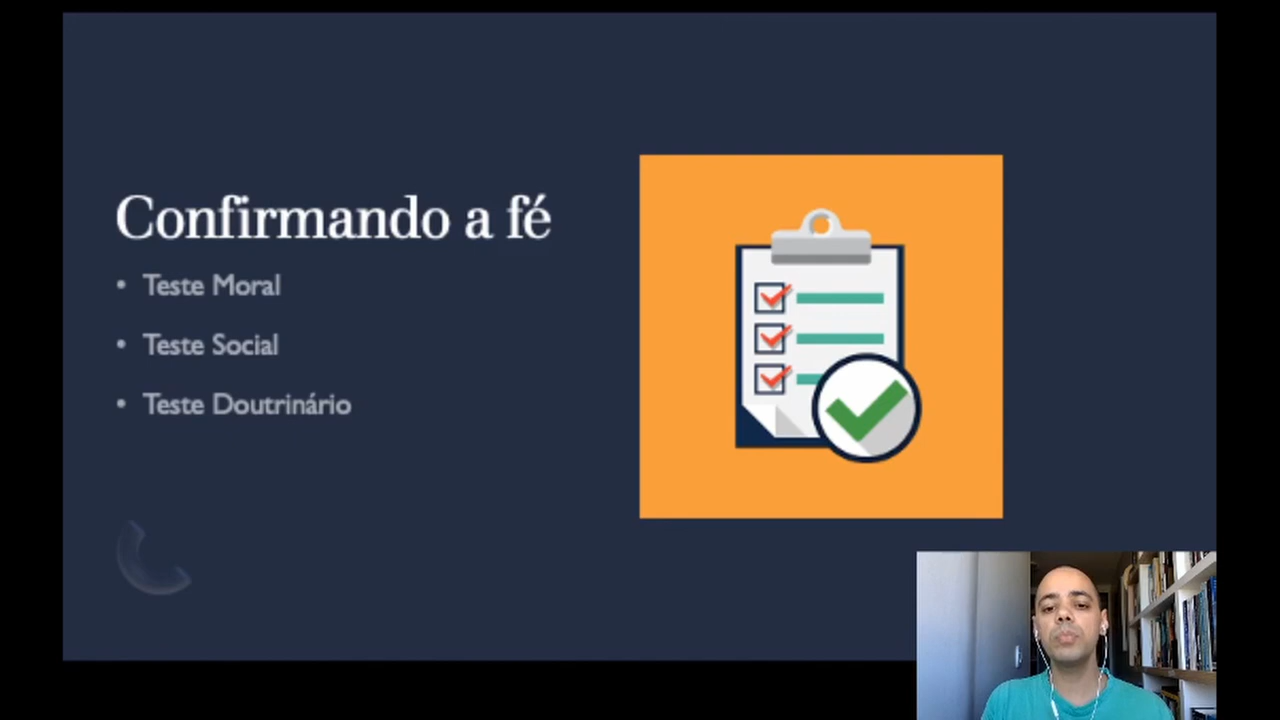 Confirmando a fé
• Teste Moral
• Teste Social
• Teste Doutrinário